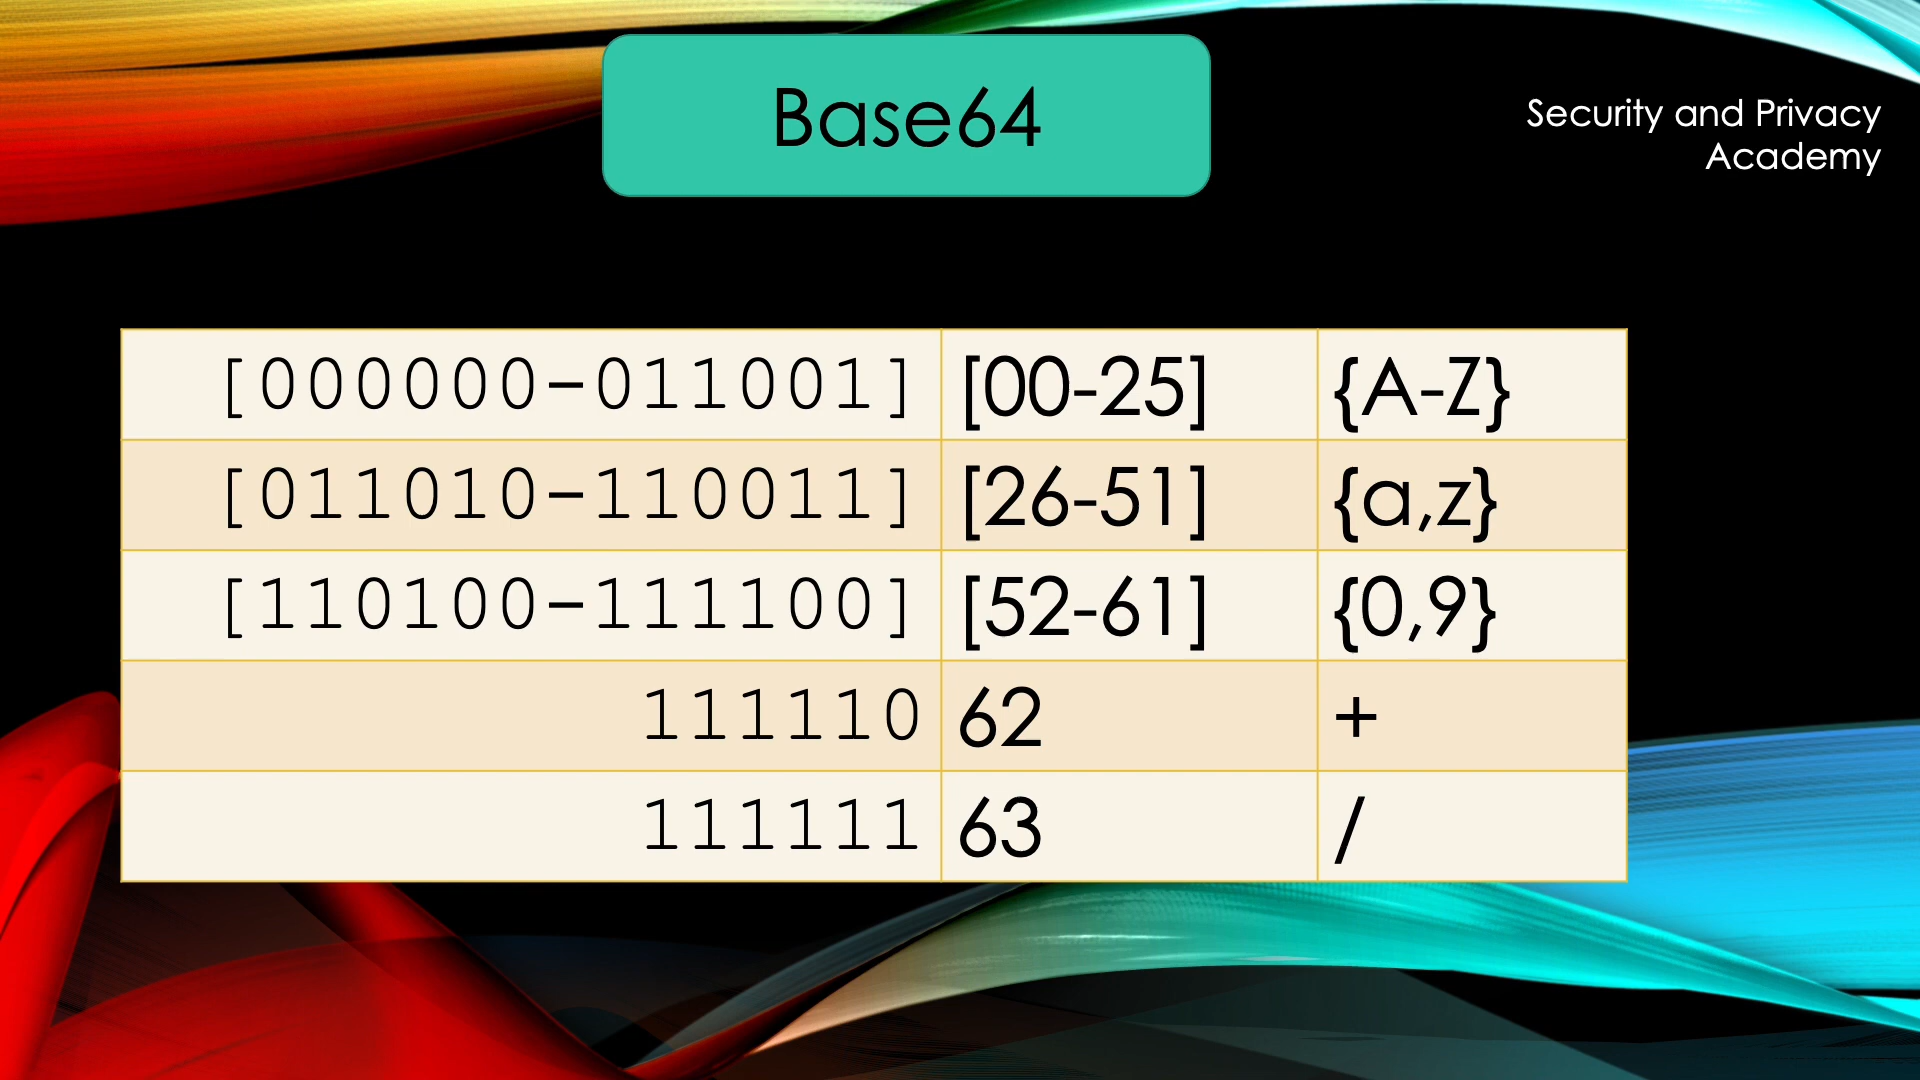 Base64
Security and Privacy
Academy
[000000-011001] [00-25] {A-Z}
[011010-110011] [26-51] {a,z}
[110100-111100] [52-61] {0,9}
111110 62 +
111111 63 /